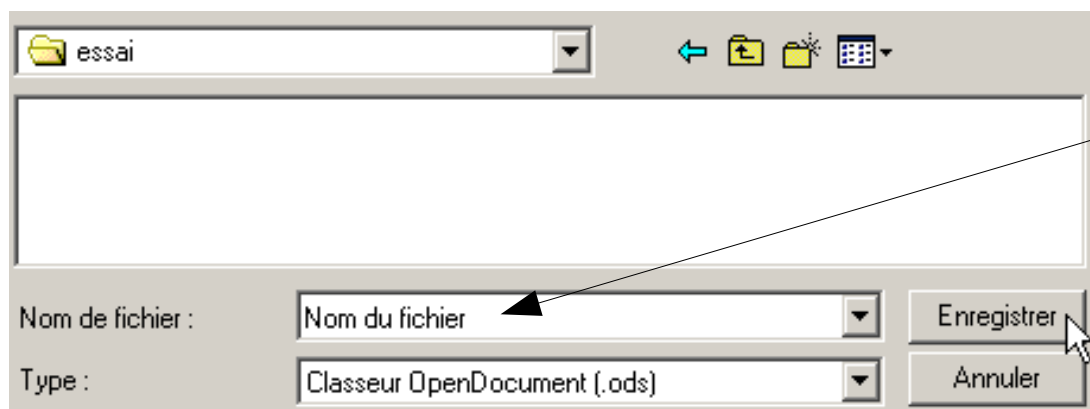 essai
Nom de fichier : Nom du fichier Enregistrer
Type : Classeur OpenDocument (.ods) Annuler